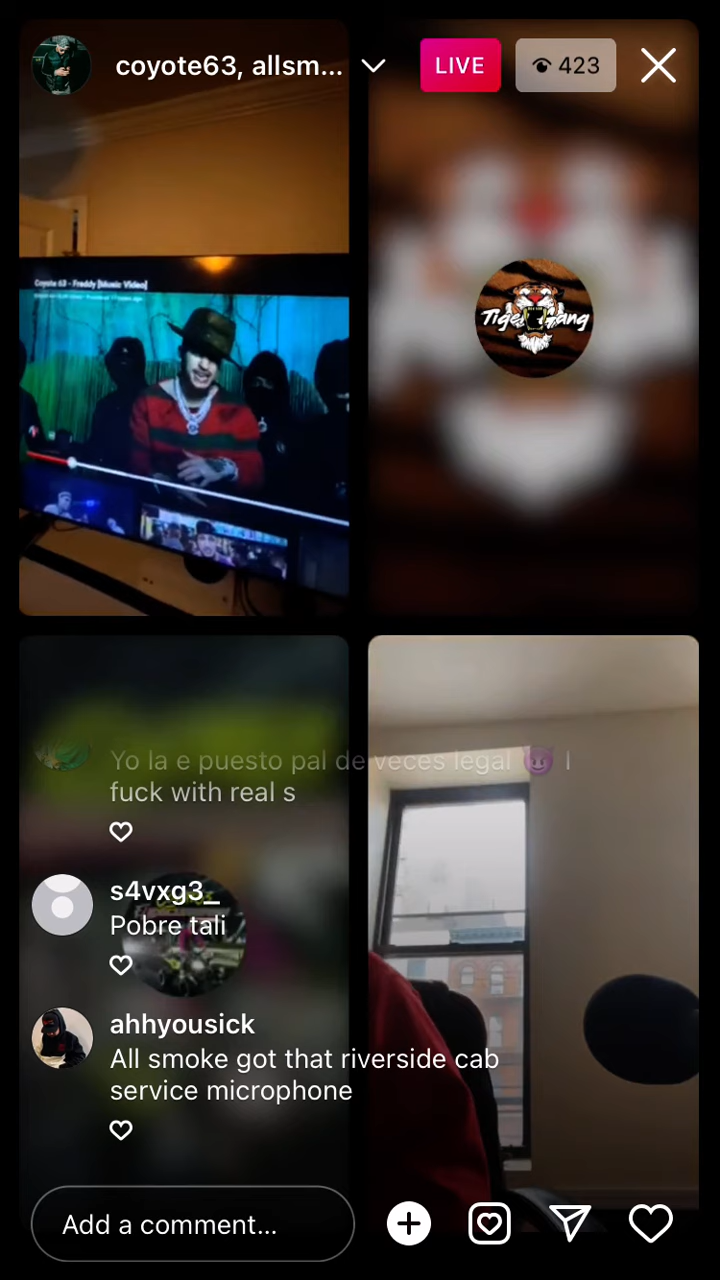 coyote63, allsm...
LIVE
423
Coyote 63 - Freddy [Music Video]
Tiger Gang
Yo la e puesto pal de veces legal 😈 I
fuck with real s
s4vxg3_
Pobre tali
ahhyousick
All smoke got that riverside cab
service microphone
Add a comment...